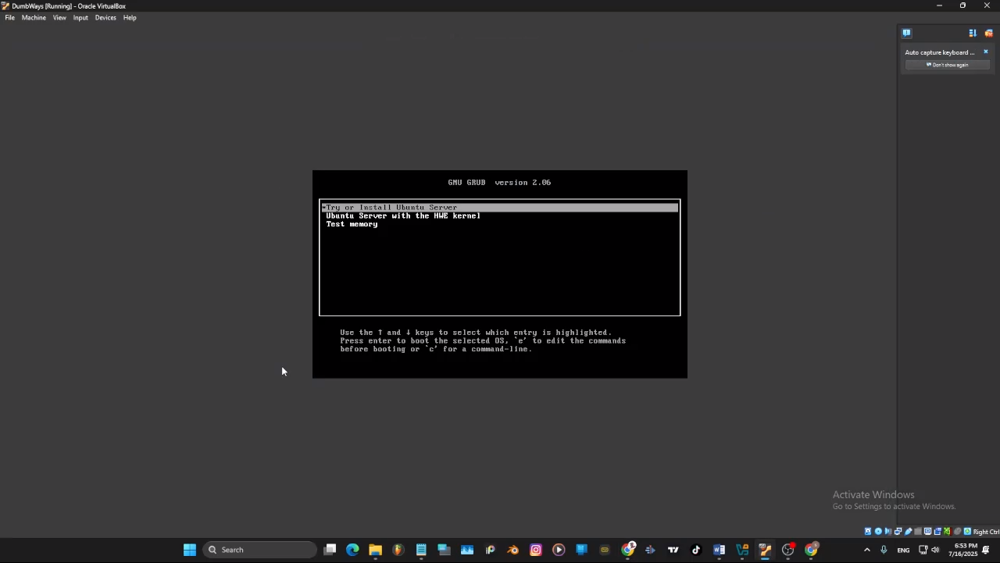 DumbWays [Running] - Oracle VirtualBox
File Machine View Input Devices Help
Auto capture keyboard ...
Don't show again
GNU GRUB version 2.06
*Try or Install Ubuntu Server
Ubuntu Server with the HWE kernel
Test memory
Use the ↑ and ↓ keys to select which entry is highlighted.
Press enter to boot the selected OS, `e' to edit the commands
before booting or `c' for a command-line.
Activate Windows
Go to Settings to activate Windows.
Right Ctrl
Search
ENG
6:53 PM
7/16/2025